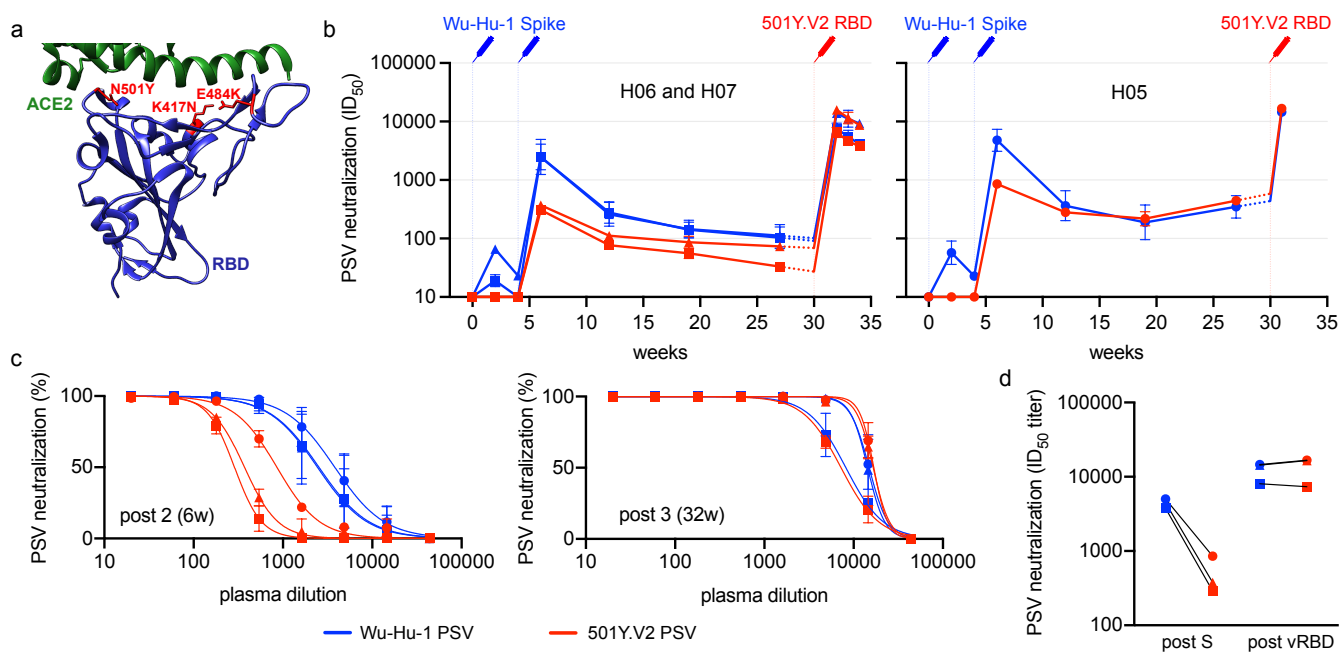 a
N501Y
E484K
K417N
ACE2
RBD
b
Wu-Hu-1 Spike
501Y.V2 RBD
Wu-Hu-1 Spike
501Y.V2 RBD
PSV neutralization (ID50)
100000
10000
1000
100
10
H06 and H07
H05
0 5 10 15 20 25 30 35
weeks
0 5 10 15 20 25 30 35
weeks
c
PSV neutralization (%)
100
50
0
post 2 (6w)
10 100 1000 10000 100000
plasma dilution
PSV neutralization (%)
100
50
0
post 3 (32w)
10 100 1000 10000 100000
plasma dilution
Wu-Hu-1 PSV
501Y.V2 PSV
d
PSV neutralization (ID50 titer)
100000
10000
1000
100
post S post vRBD